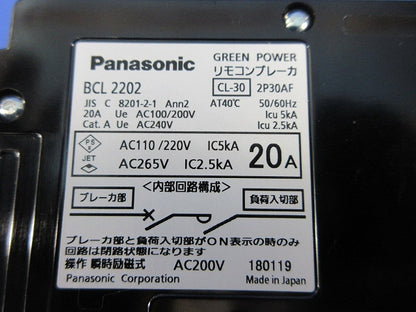 Panasonic GREEN POWER
リモコンブレーカ
BCL 2202 CL-30 2P30AF
JIS C 8201-2-1 Ann2 AT40℃ 50/60Hz
20A Ue AC100/200V Icu 5kA
Cat. A Ue AC240V Icu 2.5kA
PS E JET AC110/220V IC5kA 20A
AC265V IC2.5kA
〈内部回路構成〉
ブレーカ部 負荷入切部
ブレーカ部と負荷入切部がON表示の時のみ
回路は閉路状態になります
操作 瞬時励磁式 AC200V 180119
Panasonic Corporation Made in Japan